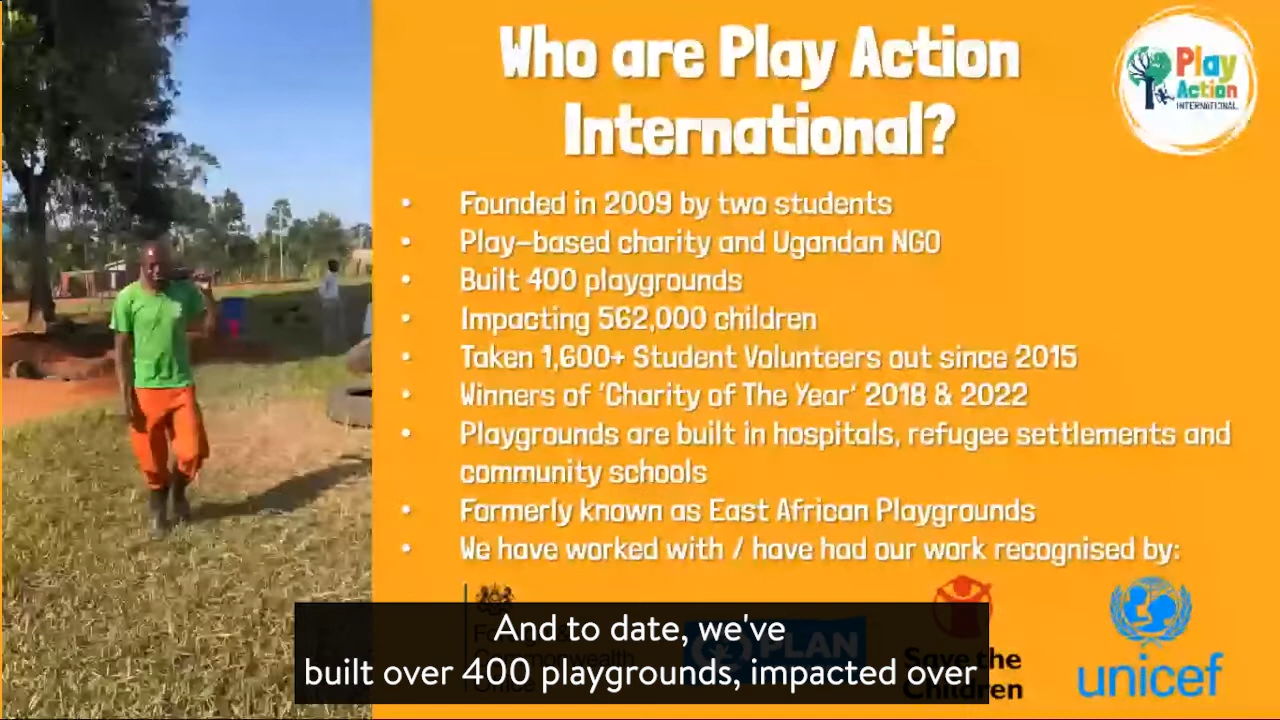 Who are Play Action
International?
Play
Action
INTERNATIONAL
• Founded in 2009 by two students
• Play-based charity and Ugandan NGO
• Built 400 playgrounds
• Impacting 562,000 children
• Taken 1,600+ Student Volunteers out since 2015
• Winners of 'Charity of The Year' 2018 & 2022
• Playgrounds are built in hospitals, refugee settlements and
community schools
• Formerly known as East African Playgrounds
• We have worked with / have had our work recognised by:
Commonwealth
Office
PLAN
Save the
Children
unicef
And to date, we've
built over 400 playgrounds, impacted over